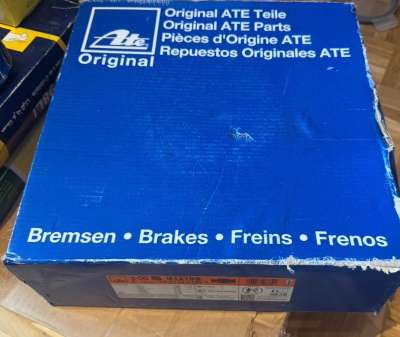 Ate
Original
Original ATE Teile
Original ATE Parts
Pièces d'Origine ATE
Repuestos Originales ATE
Bremsen • Brakes • Freins • Frenos